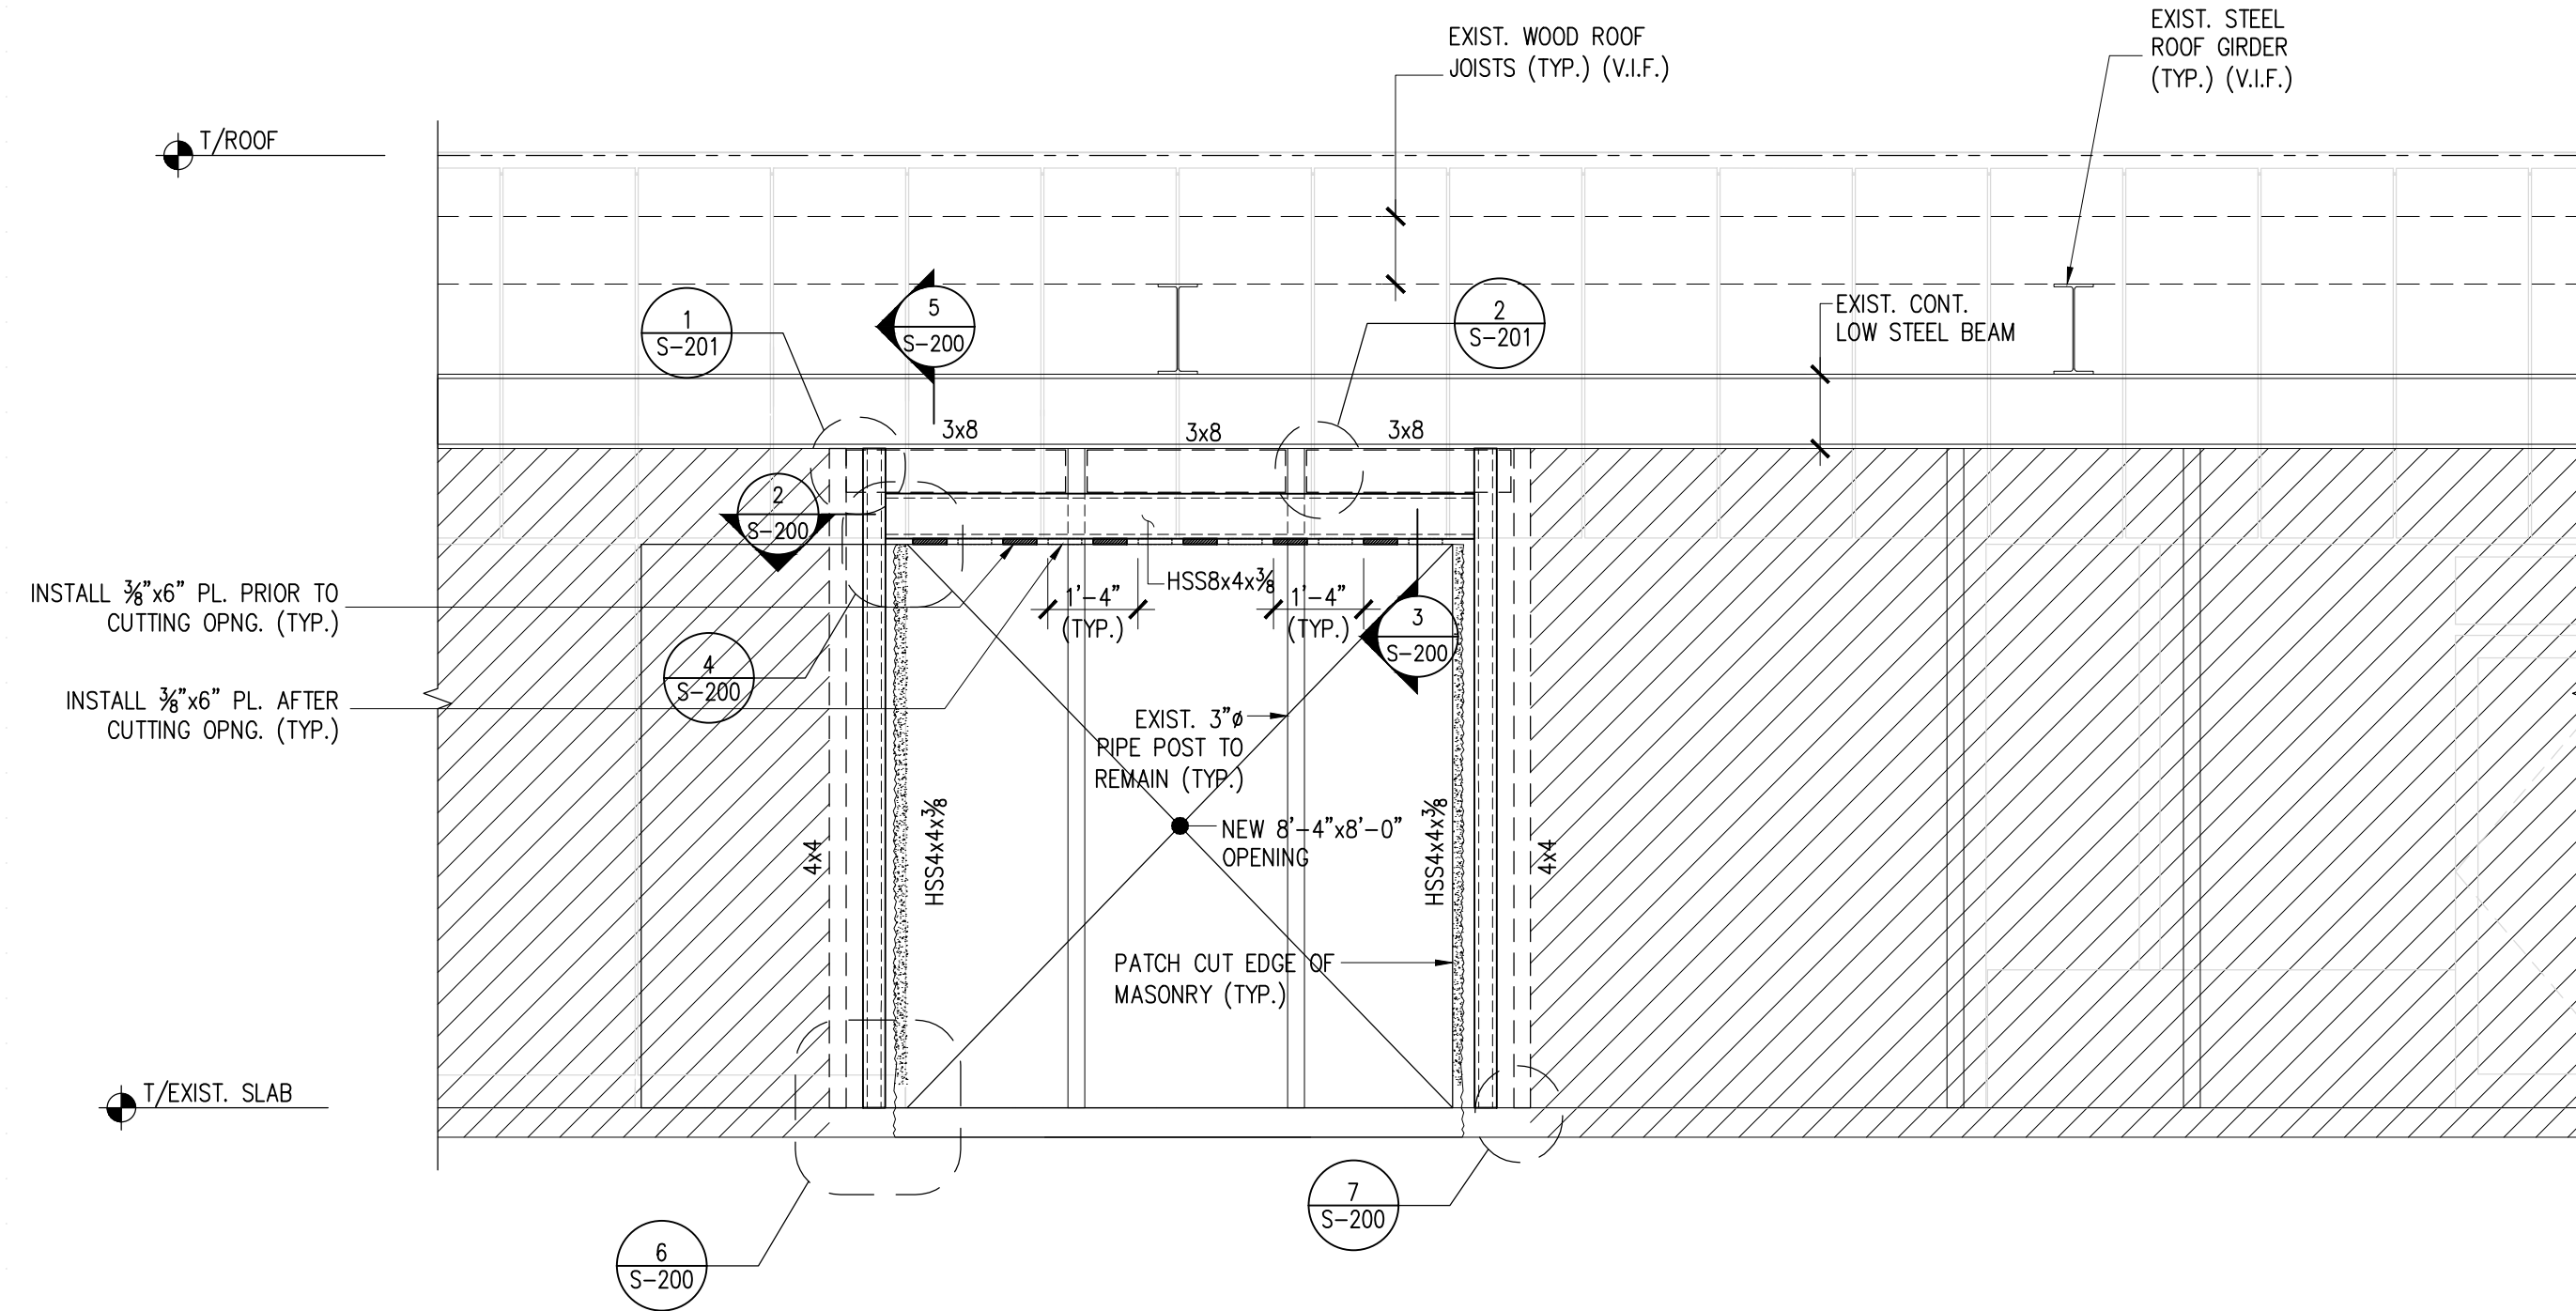 EXIST. STEEL
ROOF GIRDER
(TYP.) (V.I.F.)
EXIST. WOOD ROOF
JOISTS (TYP.) (V.I.F.)
T/ROOF
1
S-201
5
S-200
2
S-201
EXIST. CONT.
LOW STEEL BEAM
3x8
3x8
3x8
2
S-200
HSS8x4x⅜
1'-4"
(TYP.)
1'-4"
(TYP.)
INSTALL ⅜"x6" PL. PRIOR TO
CUTTING OPNG. (TYP.)
3
S-200
4
S-200
INSTALL ⅜"x6" PL. AFTER
CUTTING OPNG. (TYP.)
EXIST. 3"ø
PIPE POST TO
REMAIN (TYP.)
4x4
HSS4x4x⅜
NEW 8'-4"x8'-0"
OPENING
HSS4x4x⅜
4x4
PATCH CUT EDGE OF
MASONRY (TYP.)
T/EXIST. SLAB
7
S-200
6
S-200